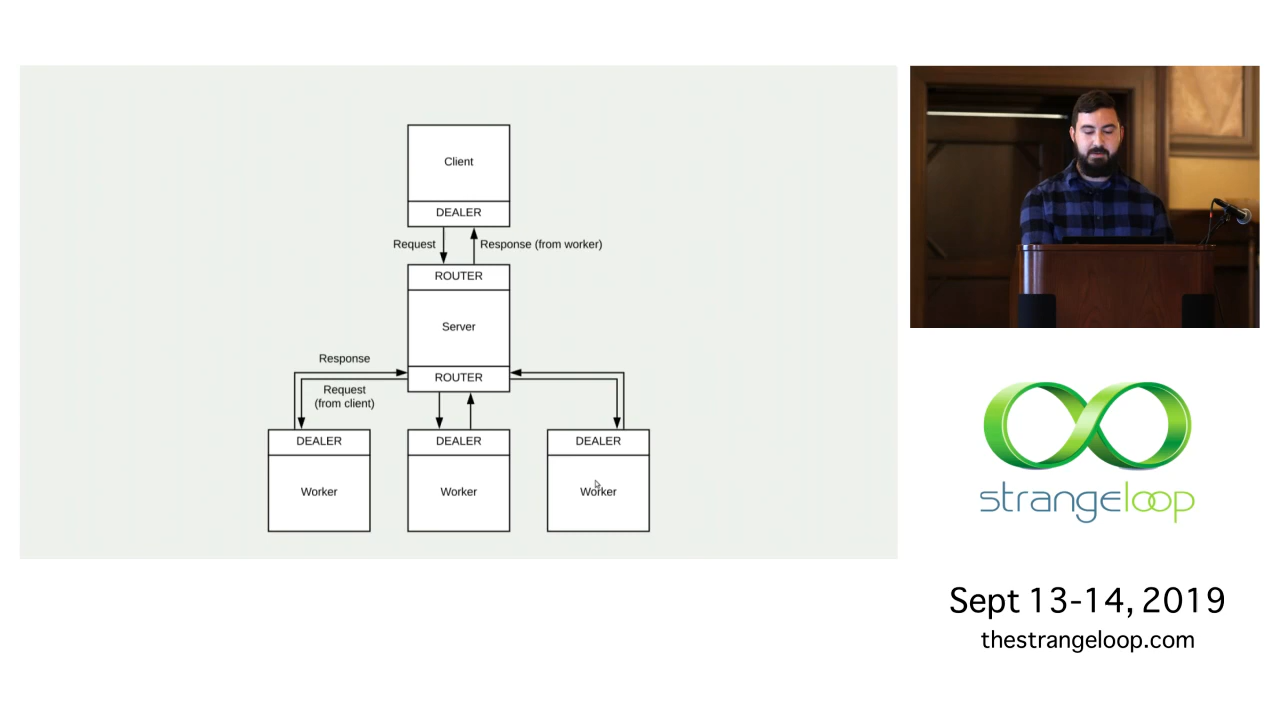 Client
DEALER
Request
Response (from worker)
ROUTER
Server
Response
ROUTER
Request
(from client)
DEALER
DEALER
DEALER
Worker
Worker
Worker
strangeloop
Sept 13-14, 2019
thestrangeloop.com